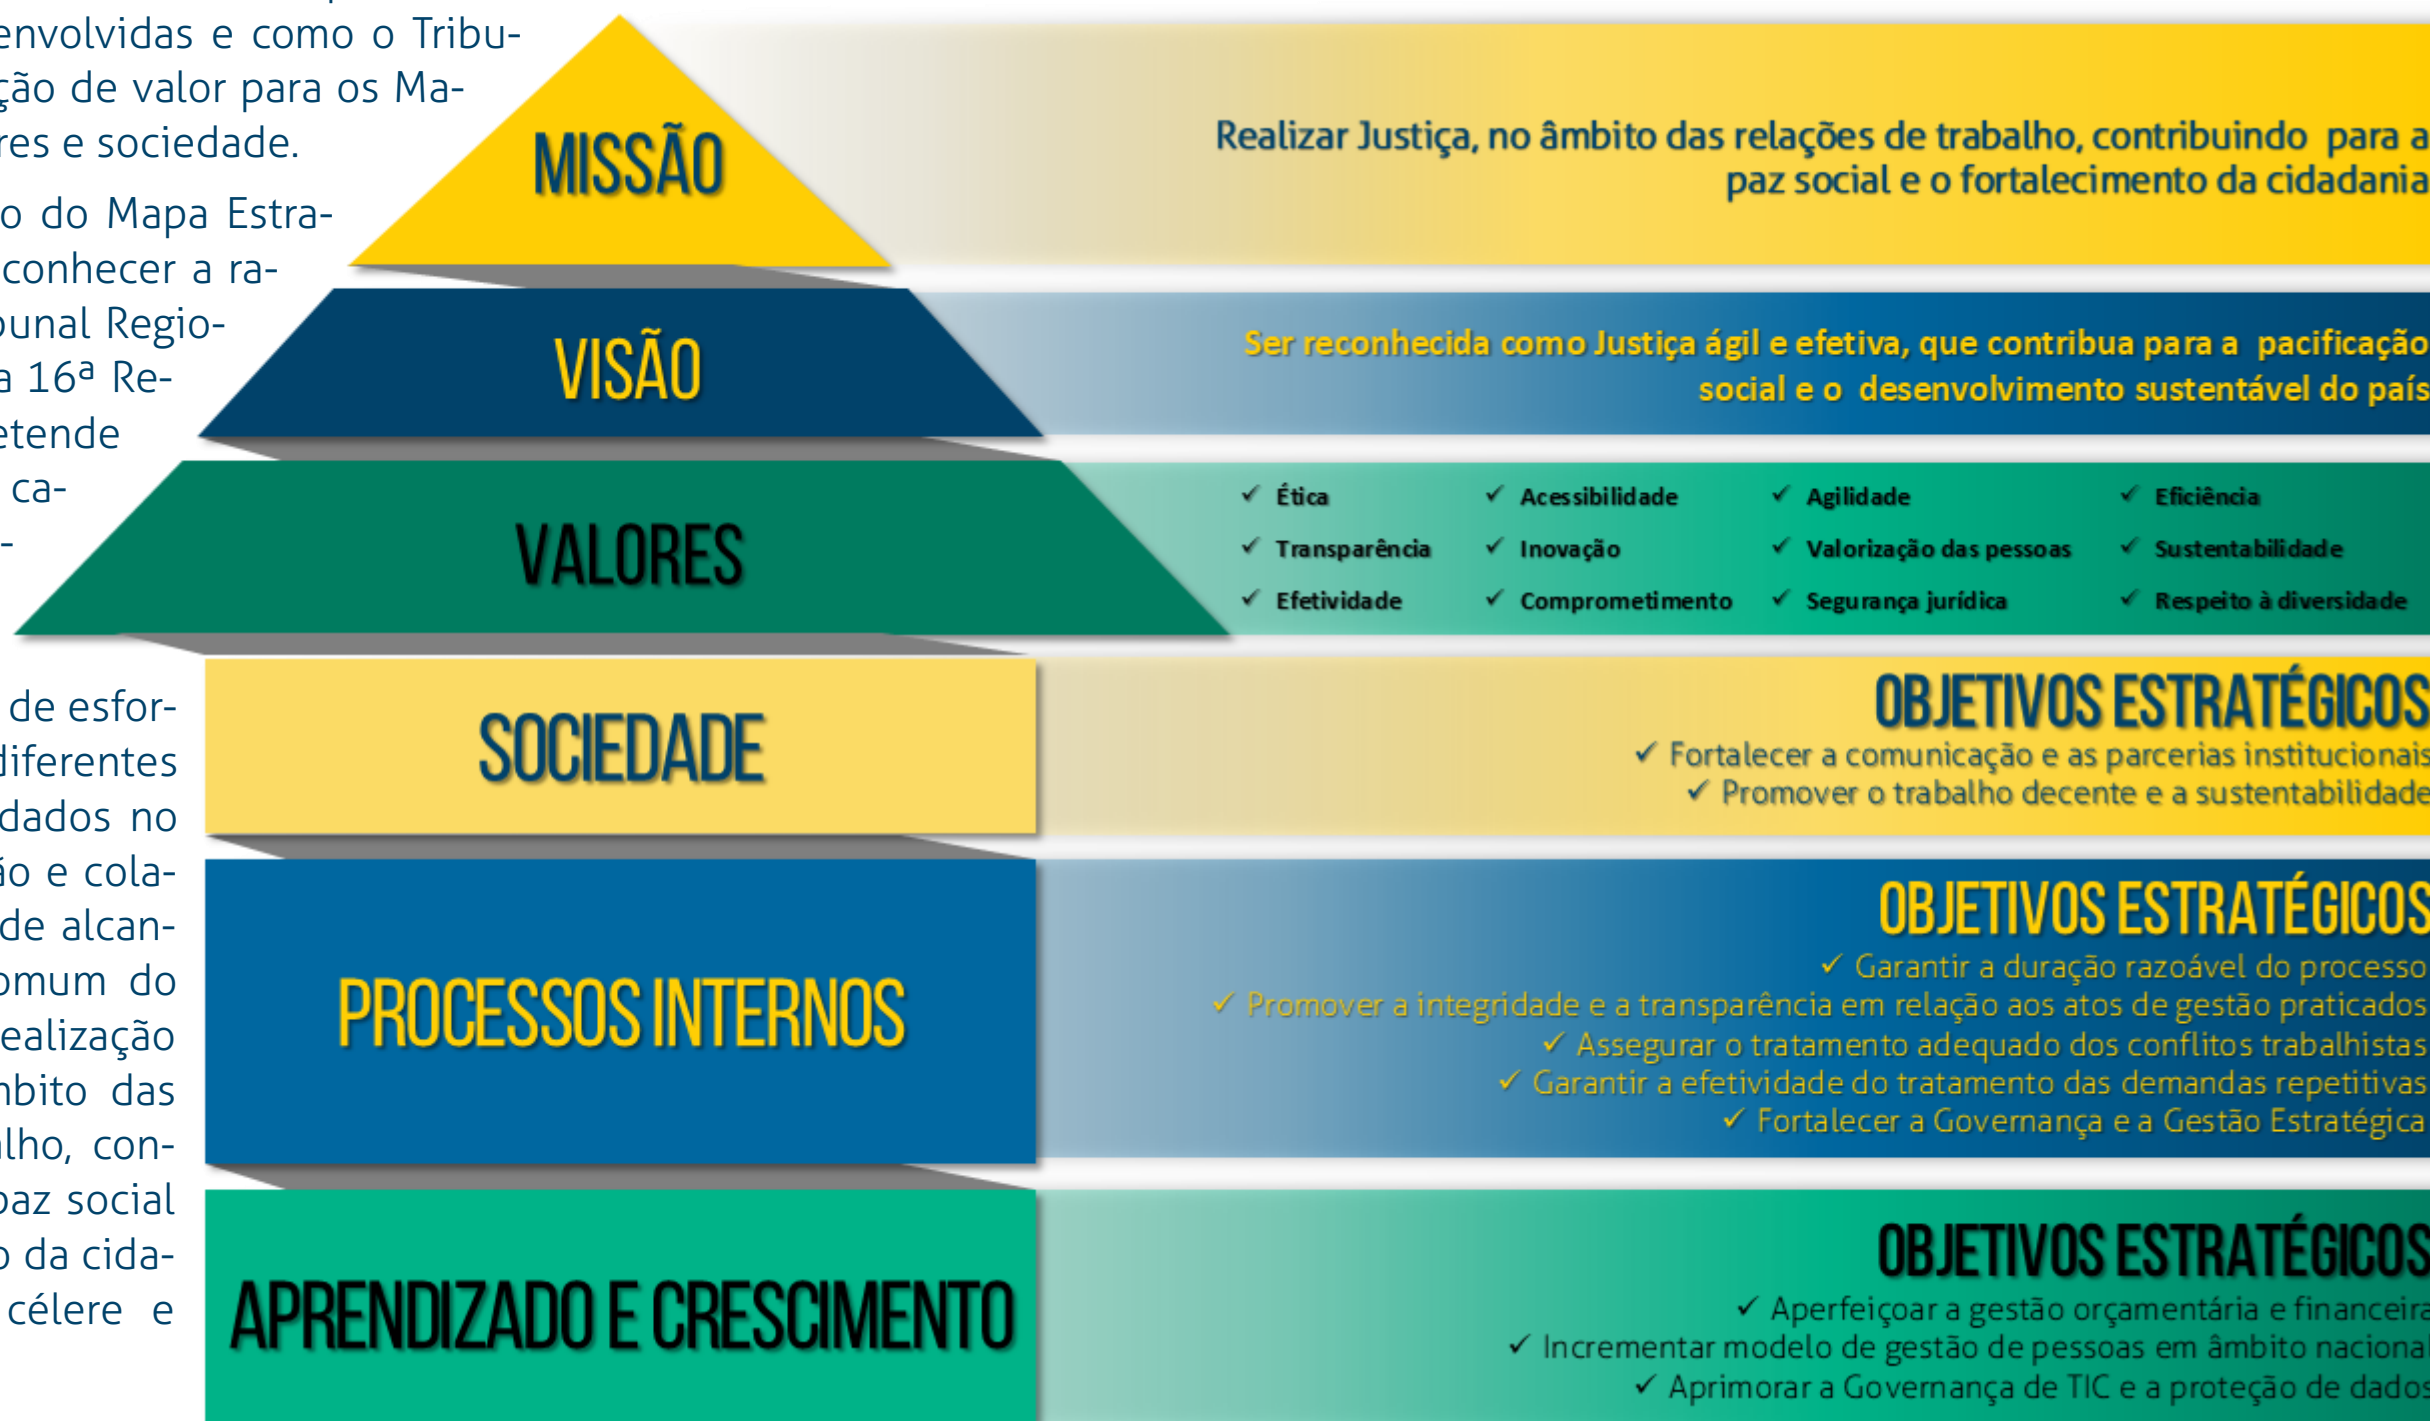 envolvidas e como o Tribu-
ção de valor para os Ma-
res e sociedade.
o do Mapa Estra-
conhecer a ra-
bunal Regio-
a 16ª Re-
etende
ca-
-
de esfor-
diferentes
dados no
ão e cola-
de alcan-
omum do
ealização
mbito das
alho, con-
paz social
o da cida-
célere e
MISSÃO
Realizar Justiça, no âmbito das relações de trabalho, contribuindo para a
paz social e o fortalecimento da cidadania
VISÃO
Ser reconhecida como Justiça ágil e efetiva, que contribua para a pacificação
social e o desenvolvimento sustentável do país
VALORES
✓ Ética ✓ Acessibilidade ✓ Agilidade ✓ Eficiência
✓ Transparência ✓ Inovação ✓ Valorização das pessoas ✓ Sustentabilidade
✓ Efetividade ✓ Comprometimento ✓ Segurança jurídica ✓ Respeito à diversidade
SOCIEDADE
OBJETIVOS ESTRATÉGICOS
✓ Fortalecer a comunicação e as parcerias institucionais
✓ Promover o trabalho decente e a sustentabilidade
PROCESSOS INTERNOS
OBJETIVOS ESTRATÉGICOS
✓ Garantir a duração razoável do processo
✓ Promover a integridade e a transparência em relação aos atos de gestão praticados
✓ Assegurar o tratamento adequado dos conflitos trabalhistas
✓ Garantir a efetividade do tratamento das demandas repetitivas
✓ Fortalecer a Governança e a Gestão Estratégica
APRENDIZADO E CRESCIMENTO
OBJETIVOS ESTRATÉGICOS
✓ Aperfeiçoar a gestão orçamentária e financeira
✓ Incrementar modelo de gestão de pessoas em âmbito nacional
✓ Aprimorar a Governança de TIC e a proteção de dados